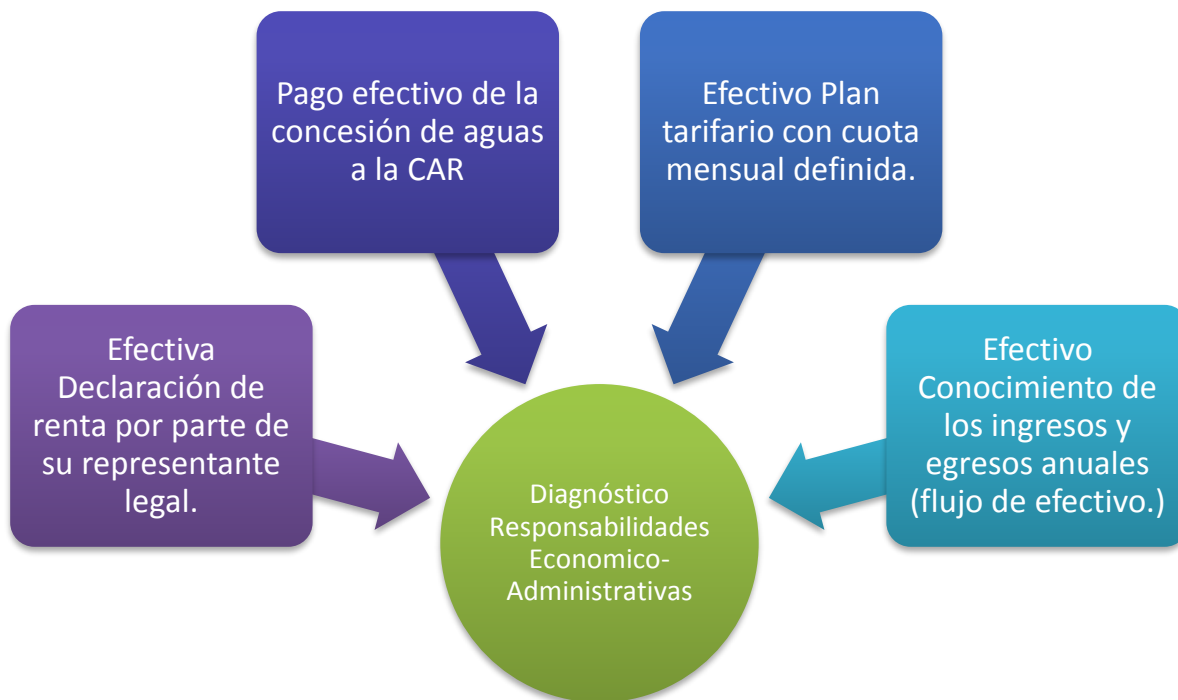 Pago efectivo de la
concesión de aguas
a la CAR
Efectivo Plan
tarifario con cuota
mensual definida.
Efectiva
Declaración de
renta por parte de
su representante
legal.
Efectivo
Conocimiento de
los ingresos y
egresos anuales
(flujo de efectivo.)
Diagnóstico
Responsabilidades
Economico-
Administrativas